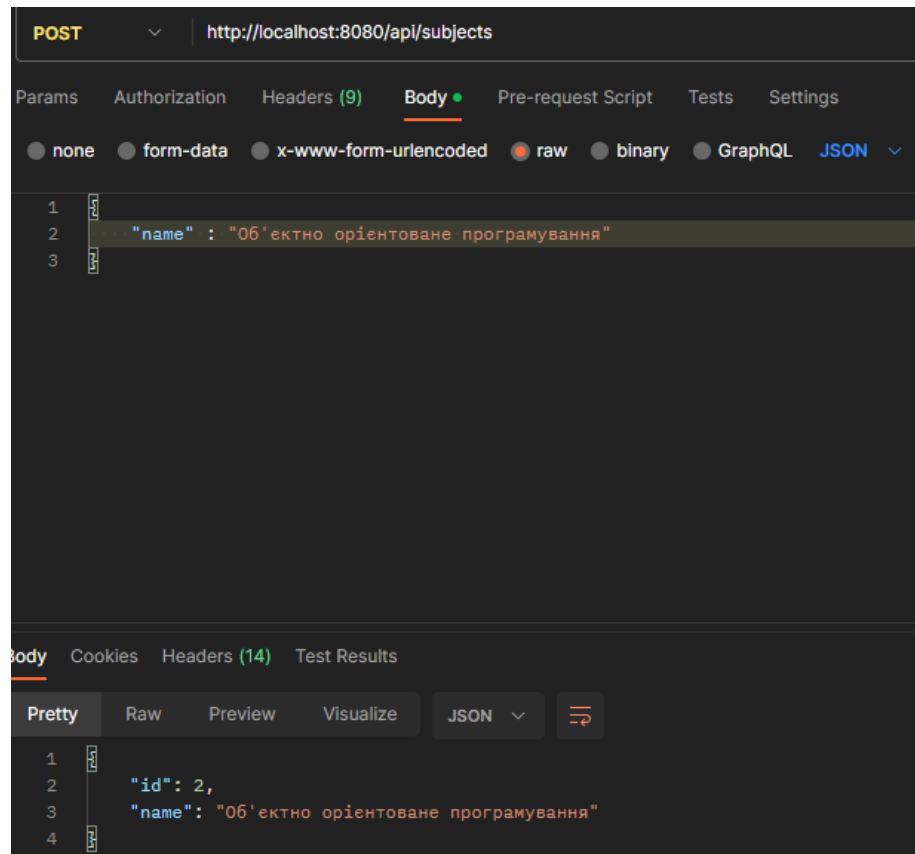 POST http://localhost:8080/api/subjects
Params Authorization Headers (9) Body Pre-request Script Tests Settings
none form-data x-www-form-urlencoded raw binary GraphQL JSON
1 {
2 "name" : "Об'єктно орієнтоване програмування"
3 }
Body Cookies Headers (14) Test Results
Pretty Raw Preview Visualize JSON
1 {
2 "id": 2,
3 "name": "Об'єктно орієнтоване програмування"
4 }